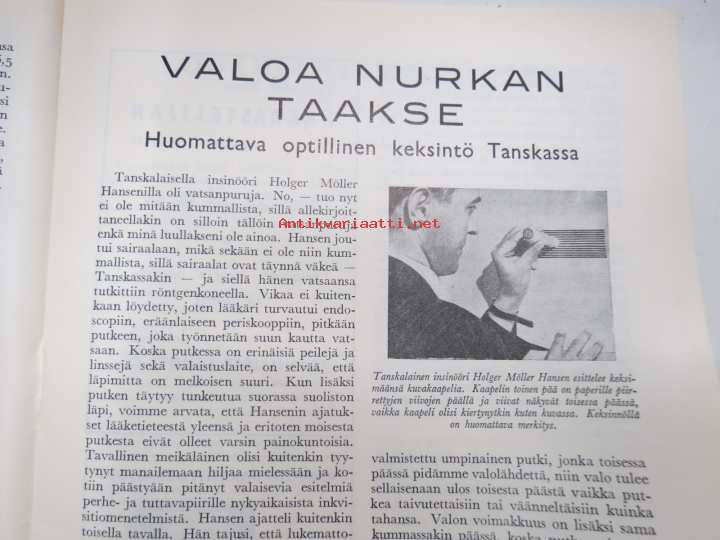 nsa
5,5
n.
u-
si
n
e.
a
,
i
VALOA NURKAN
TAAKSE
Huomattava optillinen keksintö Tanskassa
Tanskalaisella insinööri Holger Möller
Hansenilla oli vatsanpuruja. No, — tuo nyt
ei ole mitään kummallista, sillä allekirjoit-
taneellakin on silloin tällöin vatsanpuruja
enkä minä luullakseni ole ainoa. Hansen jou-
tui sairaalaan, mikä sekään ei ole niin kum-
mallista, sillä sairaalat ovat täynnä väkeä —
Tanskassakin — ja siellä hänen vatsaansa
tutkittiin röntgenkoneella. Vikaa ei kuiten-
kaan löydetty, joten lääkäri turvautui endo-
scopiin, eräänlaiseen periskooppiin, pitkään
putkeen, joka työnnetään suun kautta vat-
saan. Koska putkessa on erinäisiä peilejä ja
linssejä sekä valaistuslaite, on selvää, että
läpimitta on melkoisen suuri. Kun lisäksi
putken täytyy tunkeutua suorassa suoliston
läpi, voimme arvata, että Hansenin ajatuk-
set lääketieteestä yleensä ja eritoten moisesta
putkesta eivät olleet varsin painokuntoisia.
Tavallinen meikäläinen olisi kuitenkin tyy-
tynyt manailemaan hiljaa mielessään ja ko-
tiin päästyään pitänyt valaisevia esitelmiä
perhe- ja tuttavapiirille nykyaikaisista inkvi-
sitiomenetelmistä. Hansen ajatteli kuitenkin
toisella tavalla. Hän tajusi, että lukematto-
Antikvariaatti.net
Tanskalainen insinööri Holger Möller Hansen esittelee keksi-
määnsä kuvakaapelia. Kaapelin toinen pää on paperille piir-
rettyjen viivojen päällä ja viivat näkyvät toisessa päässä,
vaikka kaapeli olisi kiertynytkin kuten kuvassa. Keksinnöllä
on huomattava merkitys.
valmistettu umpinainen putki, jonka toisessa
päässä pidämme valolähdettä, niin valo tulee
sellaisenaan ulos toisesta päästä vaikka put-
kea taivutettaisiin tai väänneltäisiin kuinka
tahansa. Valon voimakkuus on lisäksi sama
kummassakin päässä, koska